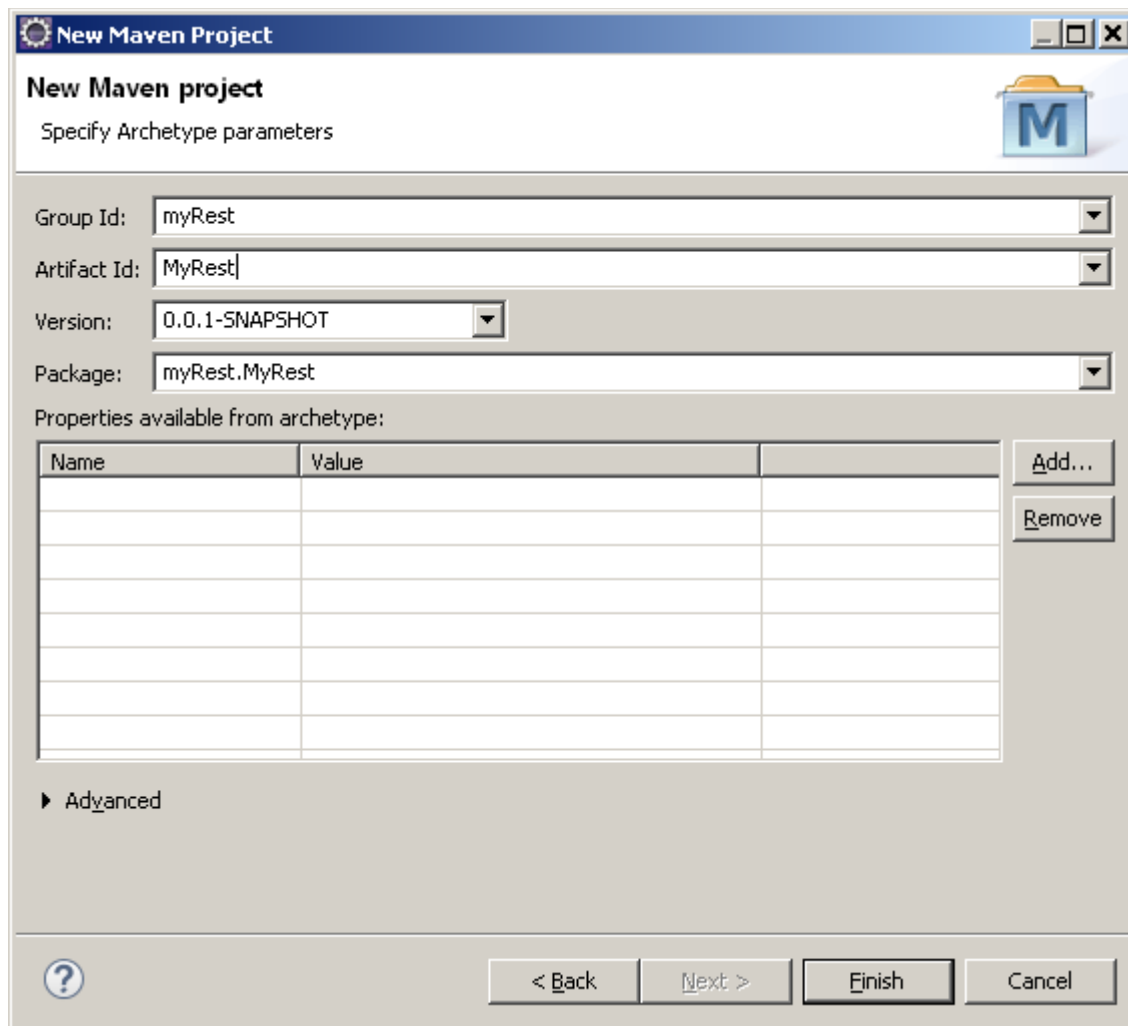 New Maven Project
New Maven project
Specify Archetype parameters
M
Group Id: myRest
Artifact Id: MyRest
Version: 0.0.1-SNAPSHOT
Package: myRest.MyRest
Properties available from archetype:
Name Value
Add...
Remove
Advanced
? < Back Next > Finish Cancel